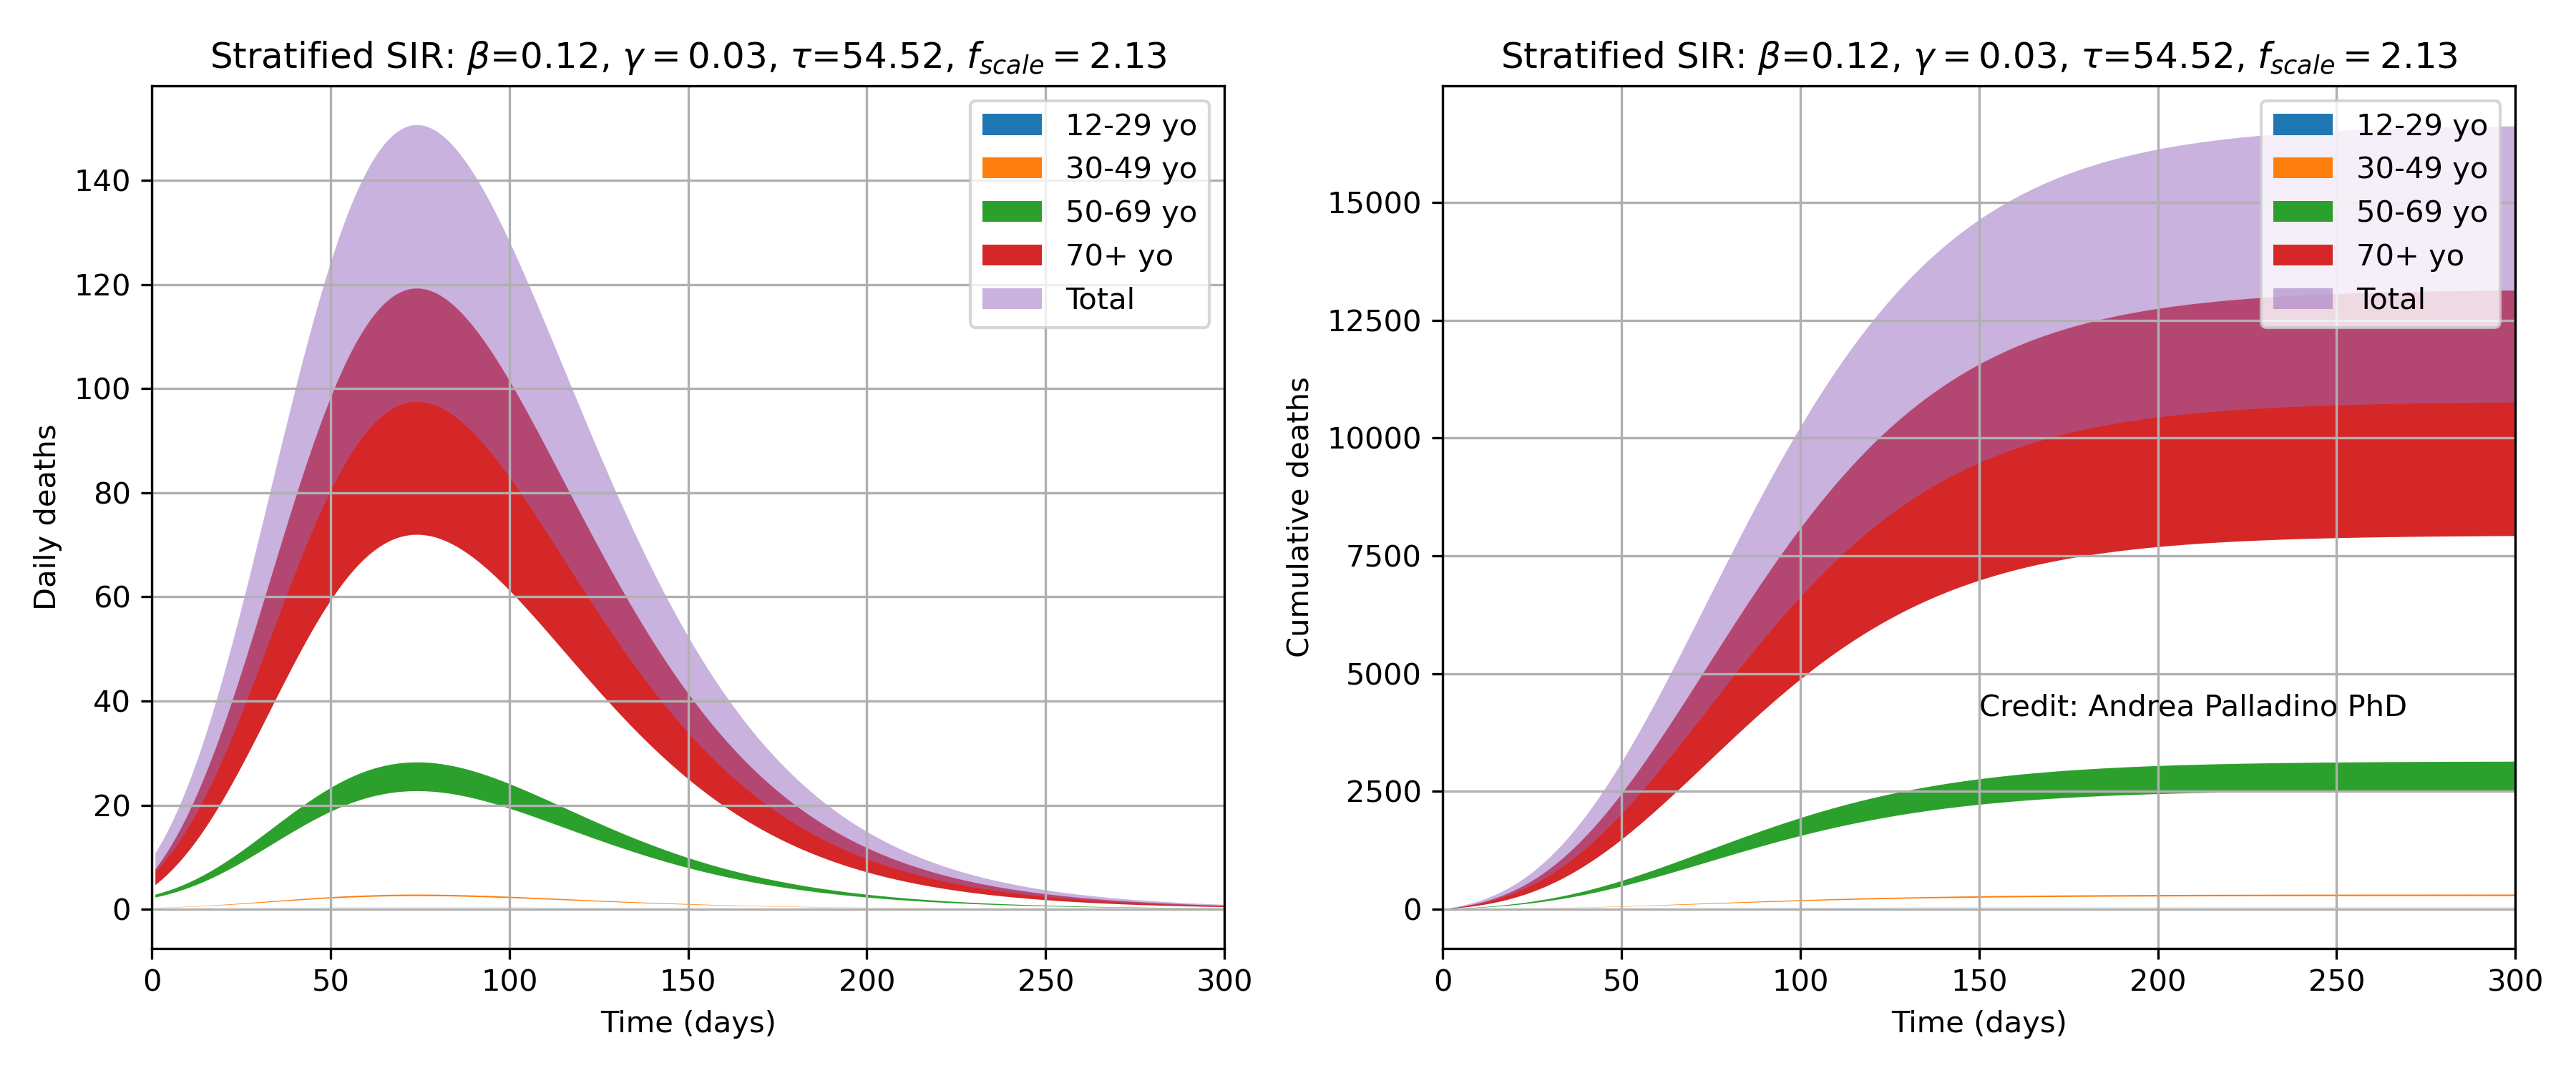 Stratified SIR: β=0.12, γ = 0.03, τ=54.52, f_scale = 2.13
Daily deaths
140
120
100
80
60
40
20
0
0 50 100 150 200 250 300
Time (days)
12-29 yo
30-49 yo
50-69 yo
70+ yo
Total
Stratified SIR: β=0.12, γ = 0.03, τ=54.52, f_scale = 2.13
Cumulative deaths
15000
12500
10000
7500
5000
2500
0
0 50 100 150 200 250 300
Time (days)
12-29 yo
30-49 yo
50-69 yo
70+ yo
Total
Credit: Andrea Palladino PhD